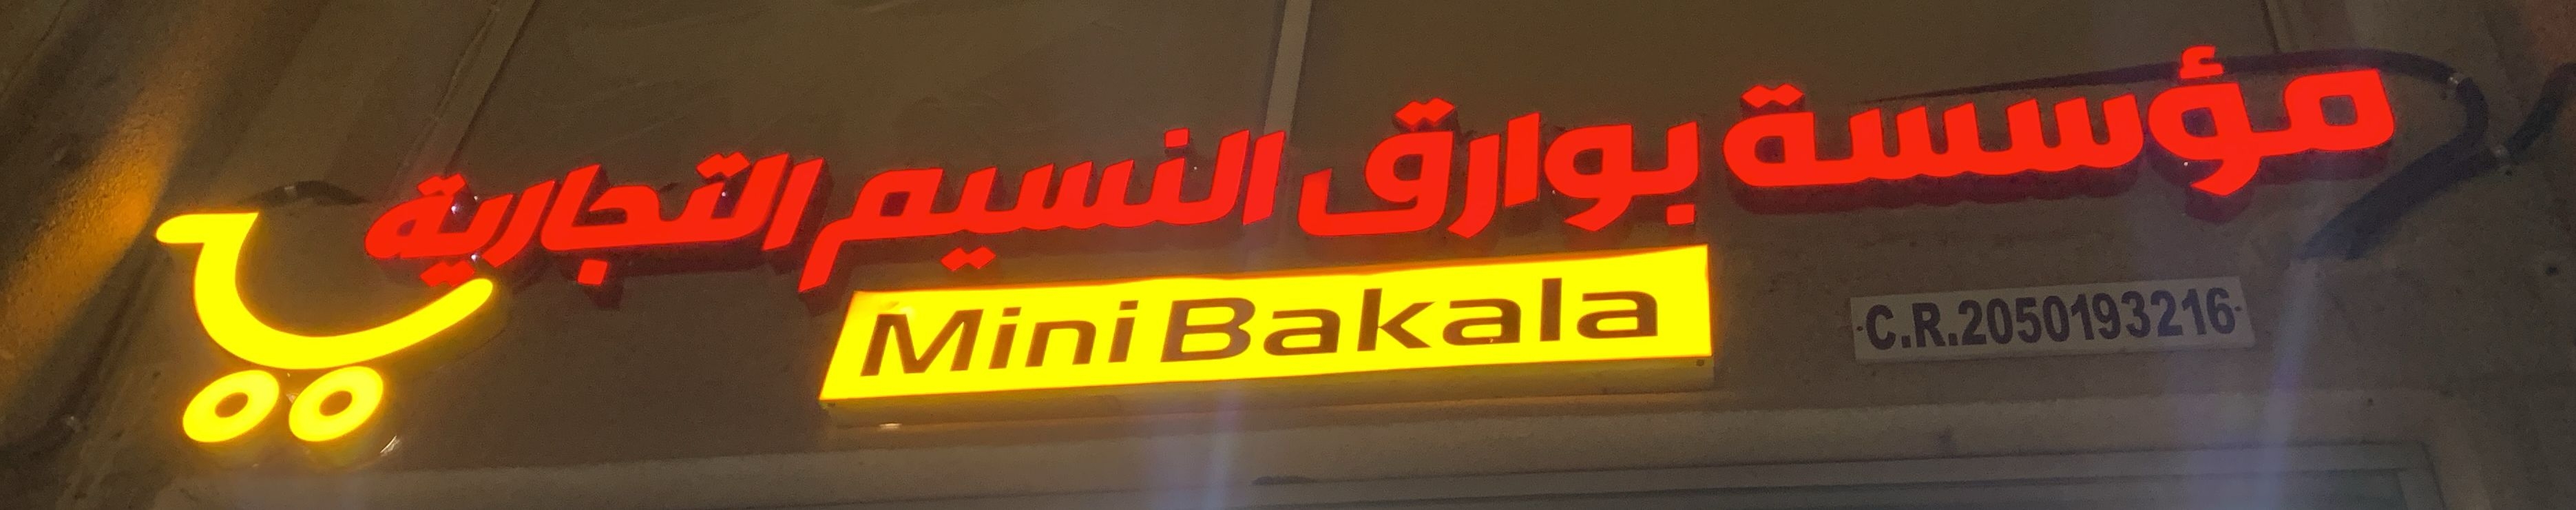 مؤسسة بوارق النسيم التجارية
Mini Bakala
C.R.2050193216